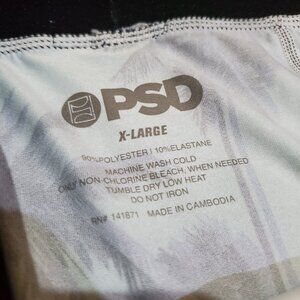 PSD
X-LARGE
90%POLYESTER | 10%ELASTANE
MACHINE WASH COLD
ONLY NON-CHLORINE BLEACH, WHEN NEEDED
TUMBLE DRY LOW HEAT
DO NOT IRON
RN# 141871 MADE IN CAMBODIA